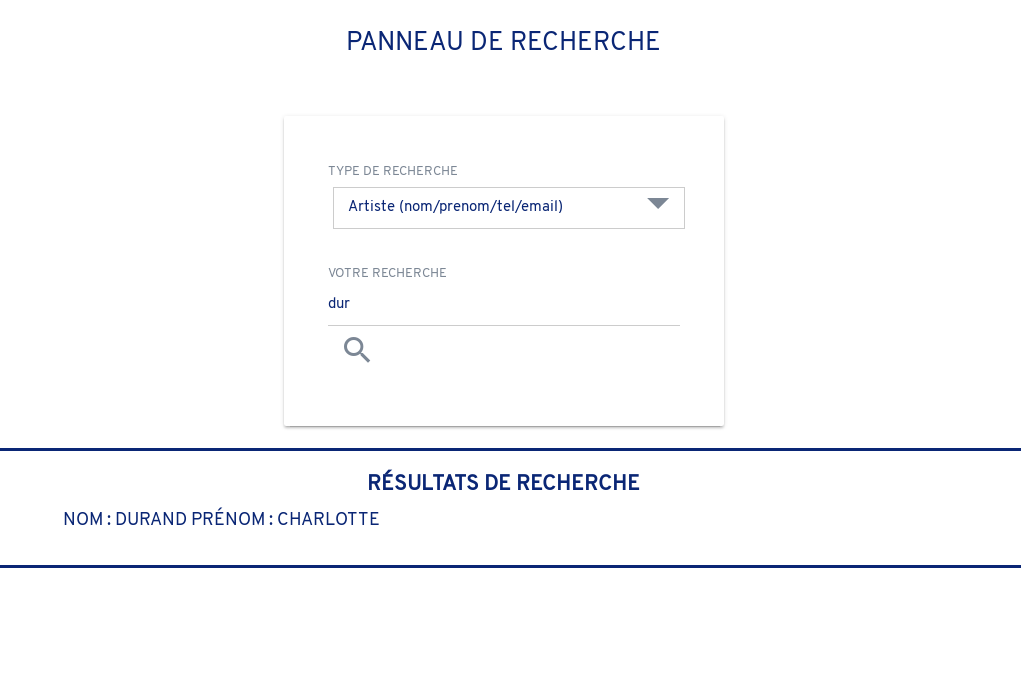 PANNEAU DE RECHERCHE
TYPE DE RECHERCHE
Artiste (nom/prenom/tel/email)
VOTRE RECHERCHE
dur
RÉSULTATS DE RECHERCHE
NOM : DURAND PRÉNOM : CHARLOTTE